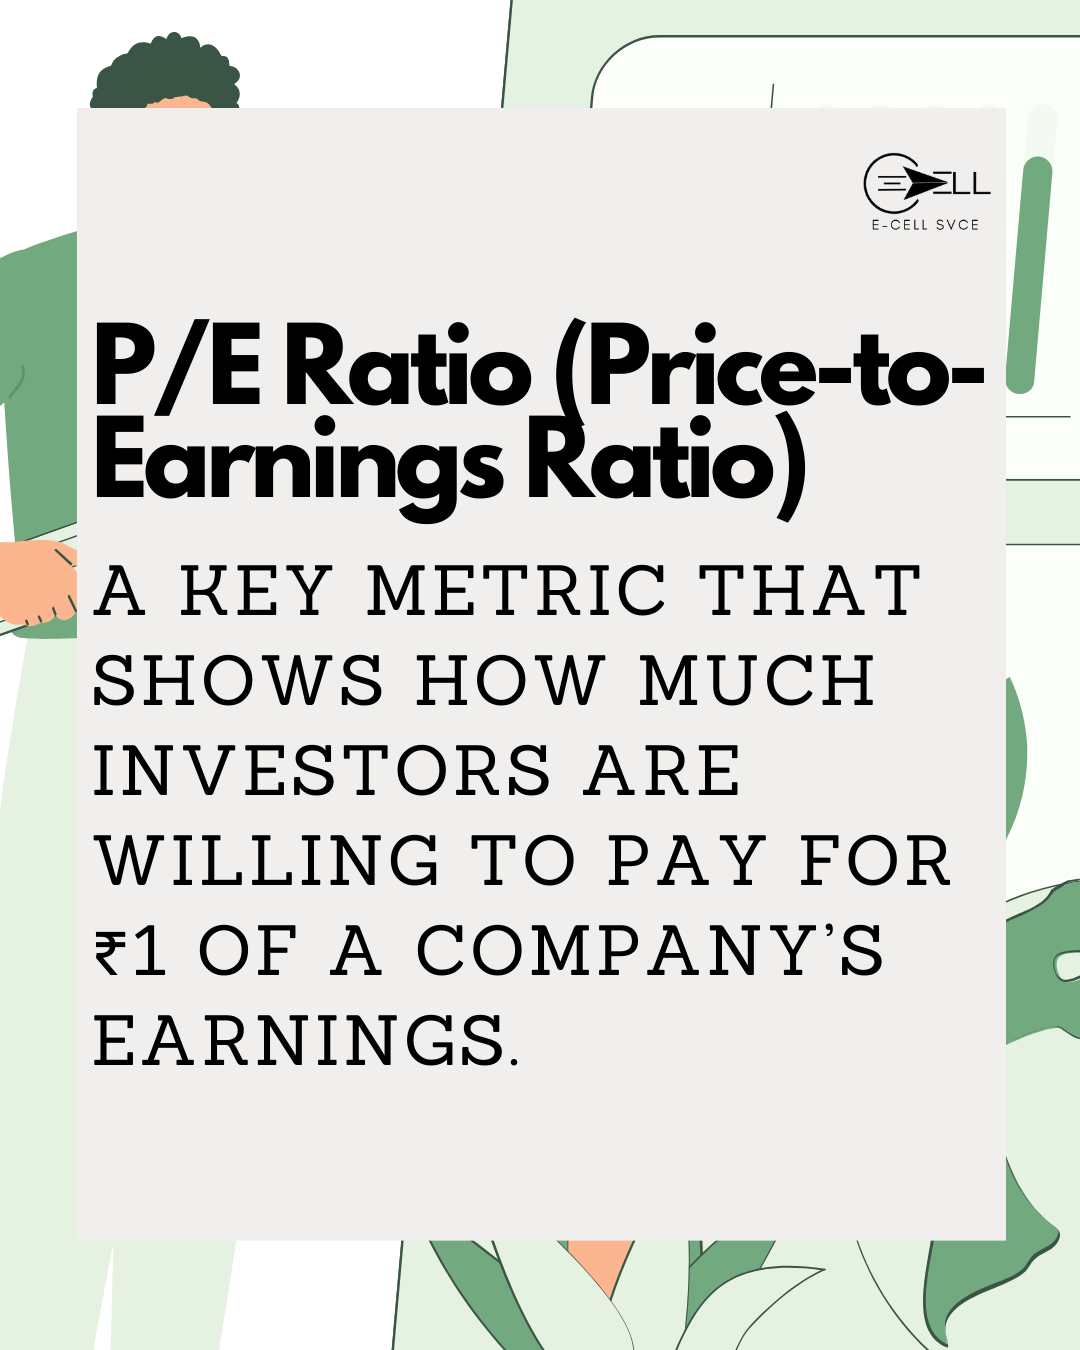 ELL
E-CELL SVCE
P/E Ratio (Price-to-
Earnings Ratio)
A KEY METRIC THAT
SHOWS HOW MUCH
INVESTORS ARE
WILLING TO PAY FOR
₹1 OF A COMPANY’S
EARNINGS.